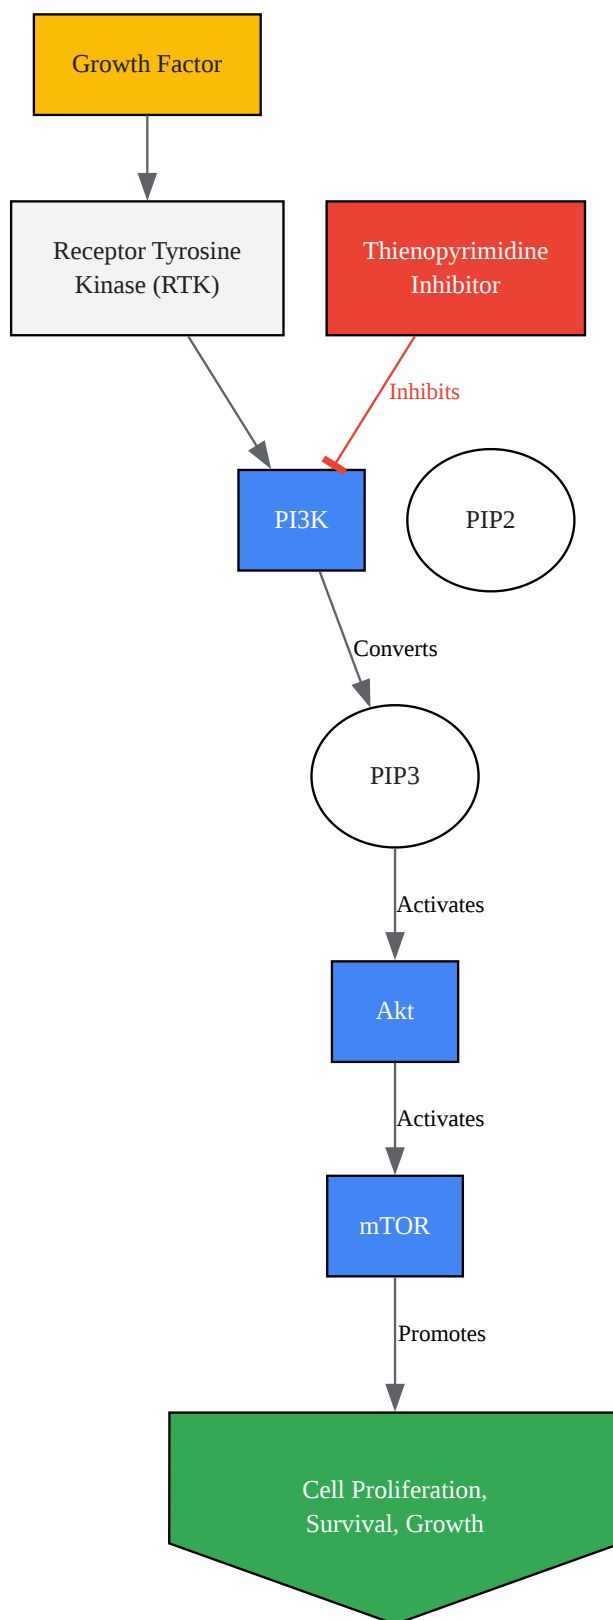 Growth Factor
Receptor Tyrosine
Kinase (RTK)
Thienopyrimidine
Inhibitor
Inhibits
PI3K
PIP2
Converts
PIP3
Activates
Akt
Activates
mTOR
Promotes
Cell Proliferation,
Survival, Growth